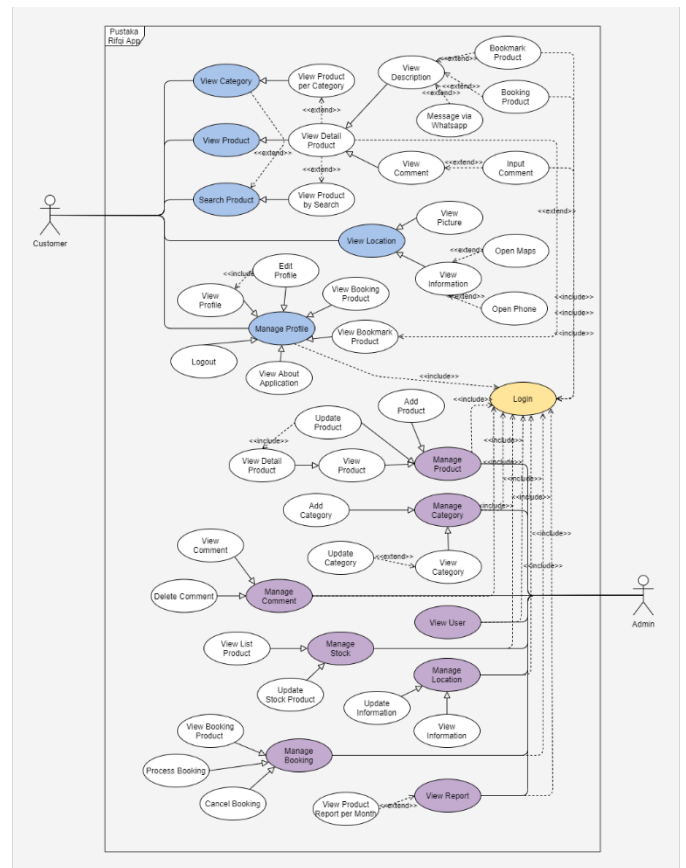 Pustaka
Rifqi App
View Category
View Product
per Category
View
Description
Bookmark
Product
<<extend>>
<<extend>>
Booking
Product
<<extend>>
Message via
Whatsapp
<<extend>>
View Product
View Detail
Product
<<extend>>
<<extend>>
View
Comment
<<extend>>
Input
Comment
Search Product
View Product
by Search
Customer
View
Picture
<<extend>>
View Location
<<extend>>
Open Maps
View
Information
<<extend>>
Open Phone
Edit
Profile
<<include>>
View
Profile
View Booking
Product
Manage Profile
View Bookmark
Product
<<include>>
<<include>>
Logout
View About
Application
<<include>>
<<include>>
Login
Add
Product
Update
Product
<<include>>
<<include>>
View Detail
Product
View
Product
Manage
Product
<<include>>
<<include>>
Add
Category
Manage
Category
<<include>>
<<include>>
View
Comment
Update
Category
<<extend>>
View
Category
<<include>>
Delete Comment
Manage
Comment
Admin
View User
View List
Product
Manage
Stock
Update
Stock Product
Manage
Location
Update
Information
View
Information
View Booking
Product
Manage
Booking
Process Booking
Cancel Booking
View Product
Report per Month
<<extend>>
View Report